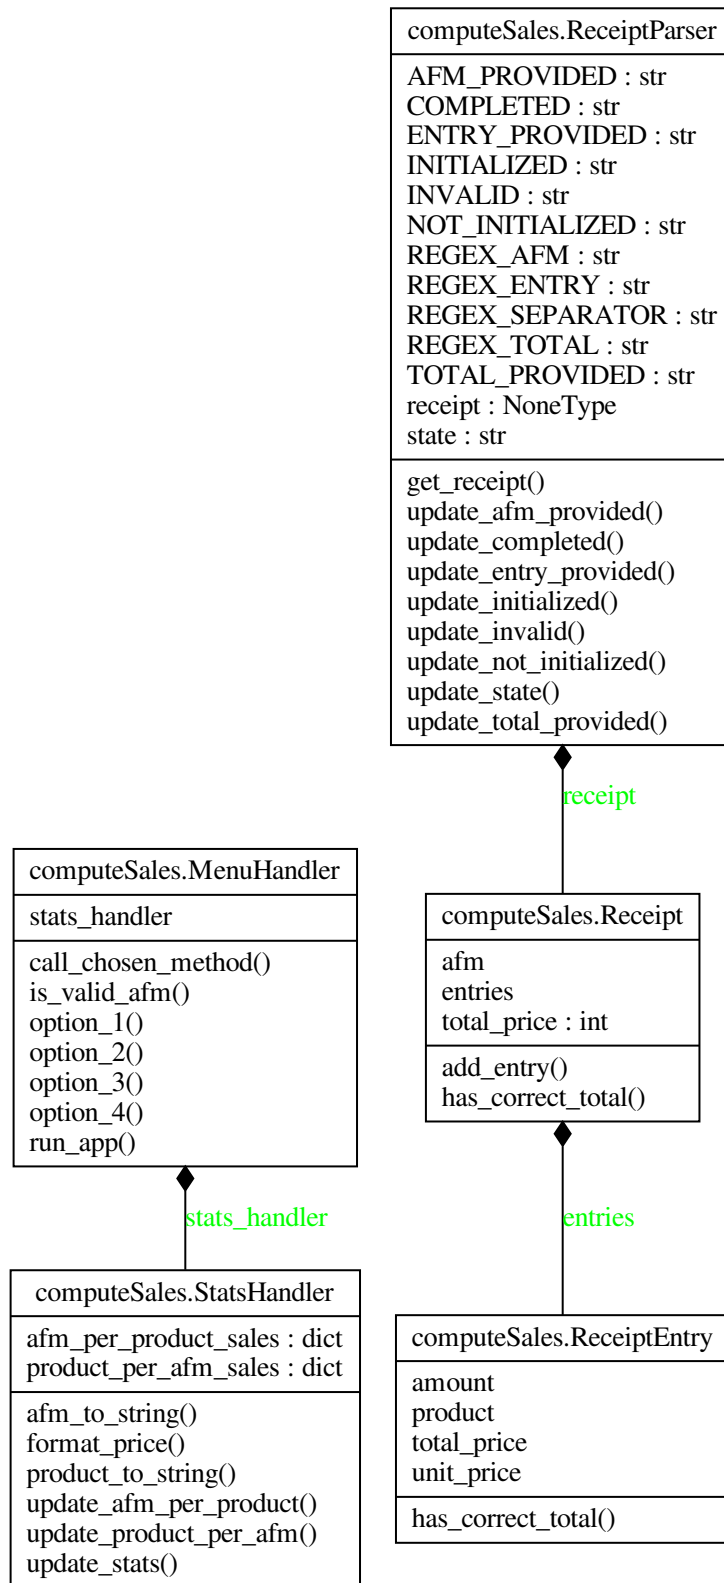 computeSales.ReceiptParser
AFM_PROVIDED : str
COMPLETED : str
ENTRY_PROVIDED : str
INITIALIZED : str
INVALID : str
NOT_INITIALIZED : str
REGEX_AFM : str
REGEX_ENTRY : str
REGEX_SEPARATOR : str
REGEX_TOTAL : str
TOTAL_PROVIDED : str
receipt : NoneType
state : str
get_receipt()
update_afm_provided()
update_completed()
update_entry_provided()
update_initialized()
update_invalid()
update_not_initialized()
update_state()
update_total_provided()
receipt
computeSales.MenuHandler
stats_handler
call_chosen_method()
is_valid_afm()
option_1()
option_2()
option_3()
option_4()
run_app()
computeSales.Receipt
afm
entries
total_price : int
add_entry()
has_correct_total()
stats_handler
entries
computeSales.StatsHandler
afm_per_product_sales : dict
product_per_afm_sales : dict
afm_to_string()
format_price()
product_to_string()
update_afm_per_product()
update_product_per_afm()
update_stats()
computeSales.ReceiptEntry
amount
product
total_price
unit_price
has_correct_total()